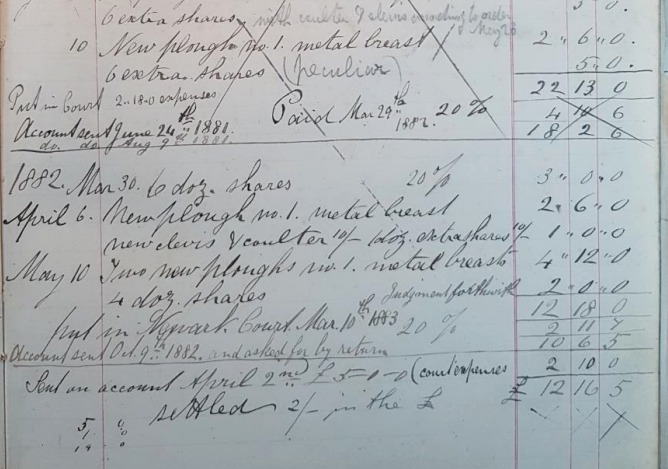 6 extra shares with coulter & clevis according to order 5 " 0.
May 26
10 New plough no. 1. metal breast 2 " 6 " 0.
6 extra shares (peculiar) 5 " 0.
22 13 0
Put in Court 2-18-0 expenses
Paid Mar 29th 1882. 20 % 4 10 6
Account sent June 24th 1881. 18 2 6
do. do. Aug 9th 1881
1882. Mar 30. 6 doz. shares 20 % 3 " 0 " 0
April 6. New plough no. 1. metal breast 2 " 6 " 0
new clevis & coulter 10/- 1 doz. extra shares 10/- 1 " 0 " 0
May 10 Two new ploughs no. 1. metal breasts 4 " 12 " 0
4 doz. shares 2 " 0 " 0
Judgment forthwith 12 18 0
put in Newark Court Mar. 10th 1883 20 % 2 11 7
Account sent Oct. 9th 1882. and asked for by return 10 6 5
Sent on account April 2nd £ 5-0-0 (court expenses 2 10 0
£ 12 16 5
settled 2/- in the £
5/